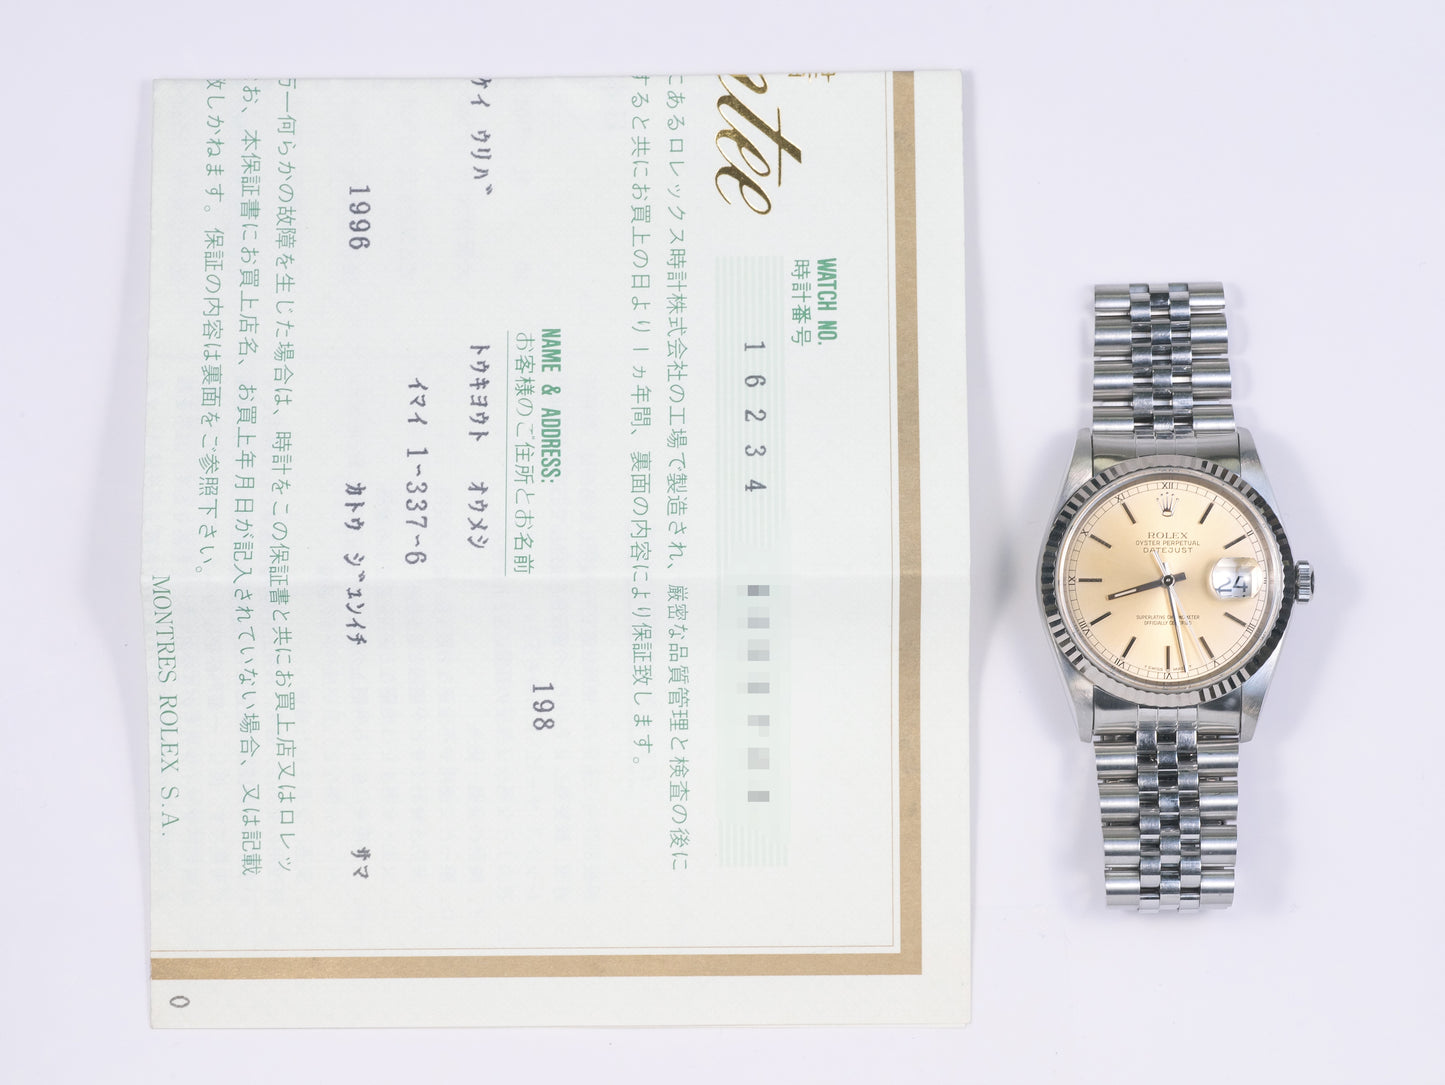 ntee
WATCH NO.
時計番号
16234
にあるロレックス時計株式会社の工場で製造され、厳密な品質管理と検査の後に
すると共にお買上の日より一ヵ年間、裏面の内容により保証致します。
NAME & ADDRESS:
お客様のご住所とお名前
198
ケイ ウリバ
トウキヨウト オウメシ
イマイ 1-337-6
1996
カトウ ジユンイチ
サマ
ラー何らかの故障を生じた場合は、時計をこの保証書と共にお買上店又はロレッ
お、本保証書にお買上店名、お買上年月日が記入されていない場合、又は記載
致しかねます。保証の内容は裏面をご参照下さい。
MONTRES ROLEX S.A.
0
ROLEX
OYSTER PERPETUAL
DATEJUST
24
SUPERLATIVE CHRONOMETER
OFFICIALLY CERTIFIED